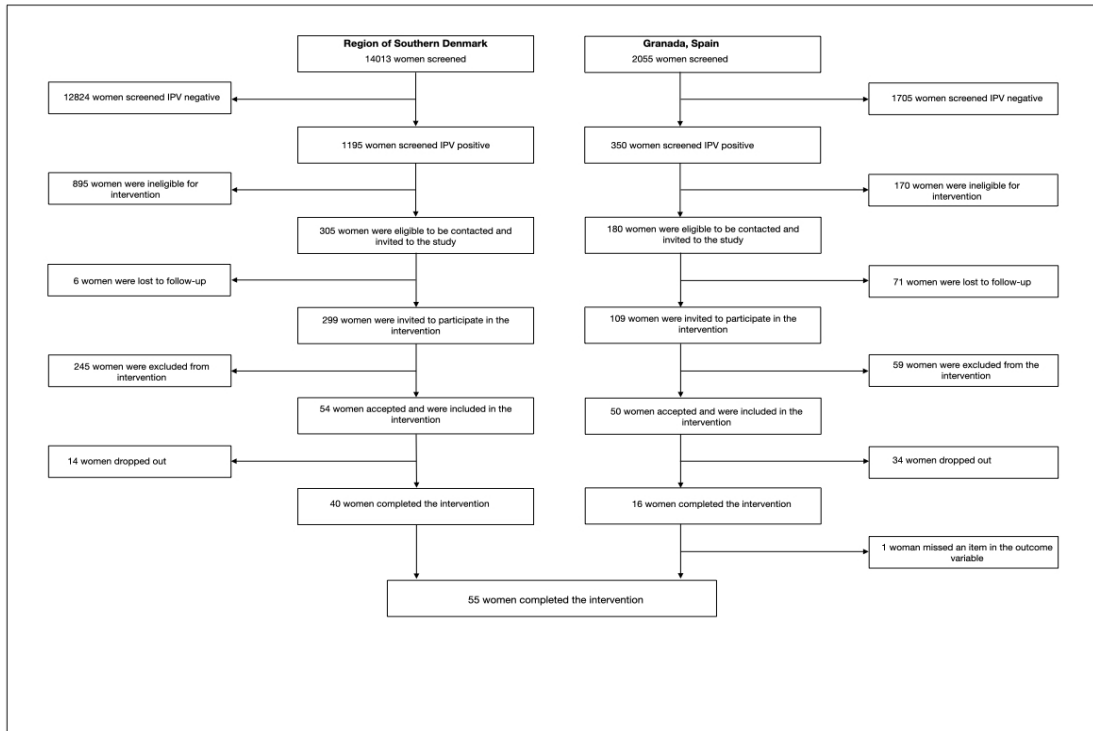 Region of Southern Denmark
14013 women screened
Granada, Spain
2055 women screened
12824 women screened IPV negative
1705 women screened IPV negative
1195 women screened IPV positive
350 women screened IPV positive
895 women were ineligible for
intervention
170 women were ineligible for
intervention
305 women were eligible to be contacted and
invited to the study
180 women were eligible to be contacted and
invited to the study
6 women were lost to follow-up
71 women were lost to follow-up
299 women were invited to participate in the
intervention
109 women were invited to participate in the
intervention
245 women were excluded from
intervention
59 women were excluded from the
intervention
54 women accepted and were included in the
intervention
50 women accepted and were included in the
intervention
14 women dropped out
34 women dropped out
40 women completed the intervention
16 women completed the intervention
1 woman missed an item in the outcome
variable
55 women completed the intervention